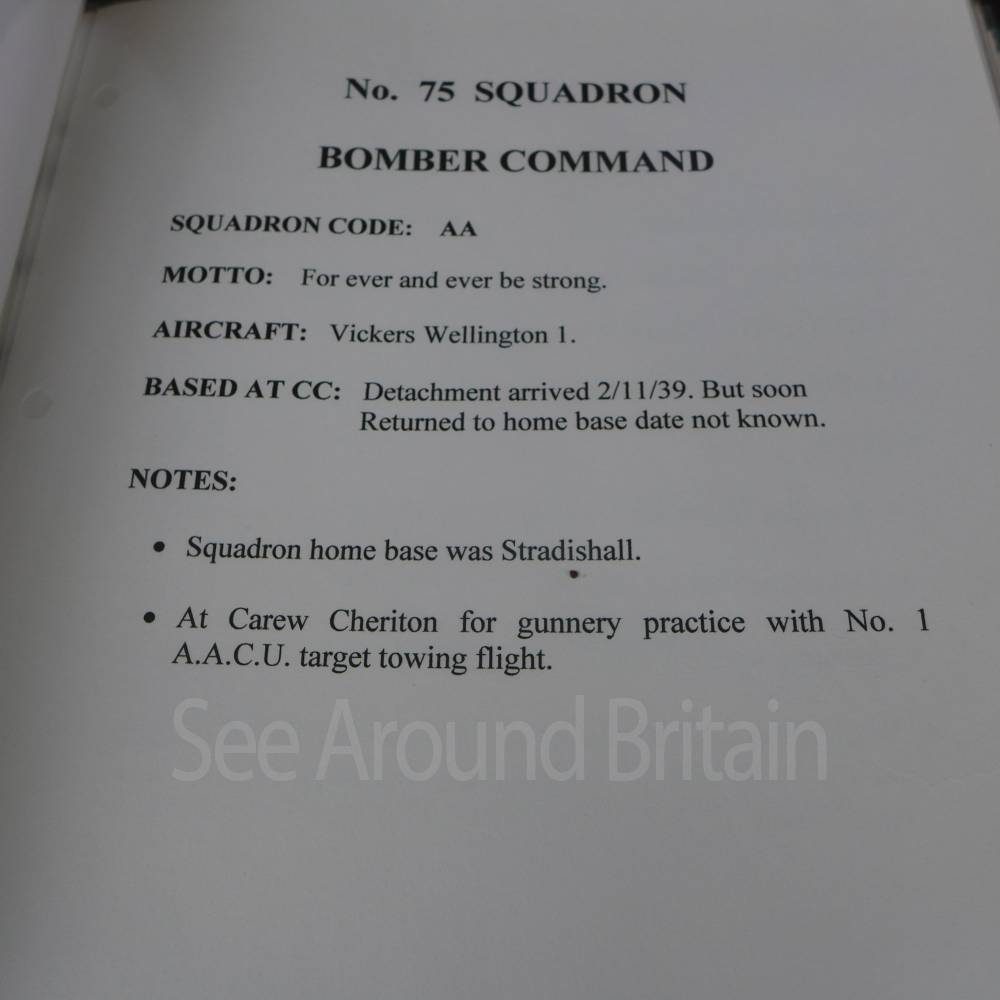 No. 75 SQUADRON
BOMBER COMMAND
SQUADRON CODE: AA
MOTTO: For ever and ever be strong.
AIRCRAFT: Vickers Wellington 1.
BASED AT CC: Detachment arrived 2/11/39. But soon
Returned to home base date not known.
NOTES:
• Squadron home base was Stradishall.
• At Carew Cheriton for gunnery practice with No. 1
A.A.C.U. target towing flight.
See Around Britain